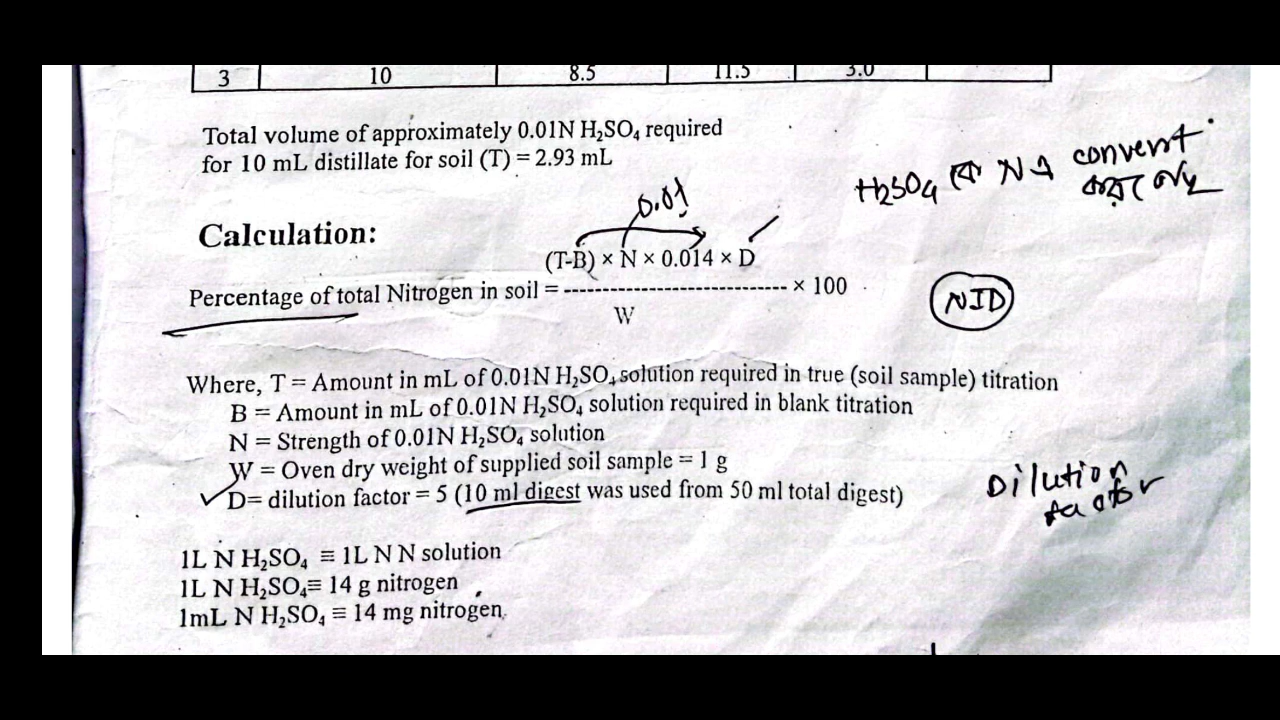 3 10 8.5 11.5 3.0
Total volume of approximately 0.01N H₂SO₄ required
for 10 mL distillate for soil (T) = 2.93 mL
H2SO4 কে N এ convert
0.01
Calculation:
(T-B) × N × 0.014 × D
Percentage of total Nitrogen in soil = --------------------------- × 100
W
NID
Where, T = Amount in mL of 0.01N H₂SO₄ solution required in true (soil sample) titration
B = Amount in mL of 0.01N H₂SO₄ solution required in blank titration
N = Strength of 0.01N H₂SO₄ solution
W = Oven dry weight of supplied soil sample = 1 g
D= dilution factor = 5 (10 ml digest was used from 50 ml total digest)
Dilution
factor
1L N H₂SO₄ ≡ 1L N N solution
1L N H₂SO₄≡ 14 g nitrogen
1mL N H₂SO₄ ≡ 14 mg nitrogen